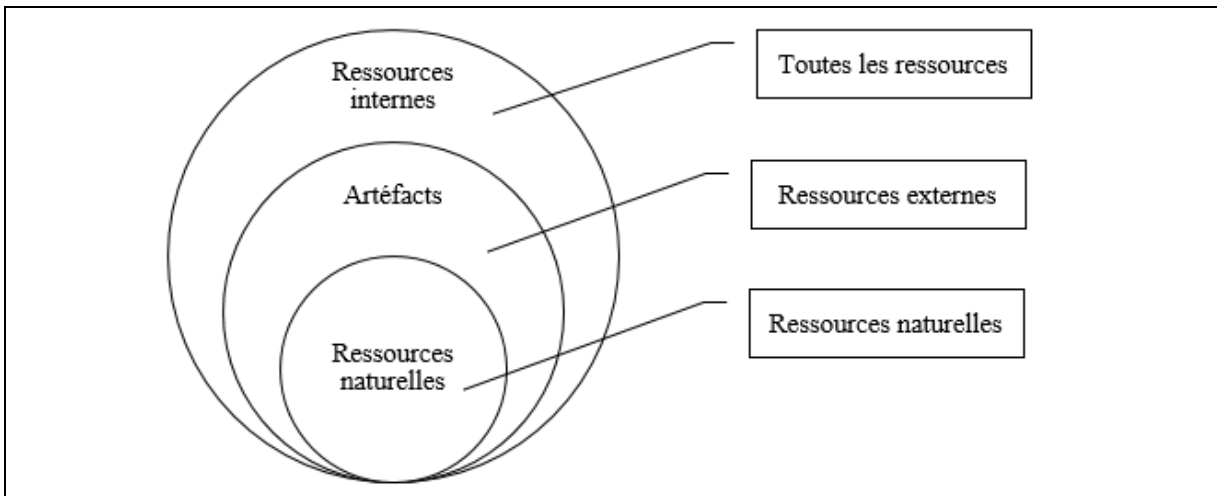 Ressources
internes
Toutes les ressources
Artéfacts
Ressources externes
Ressources naturelles
Ressources
naturelles